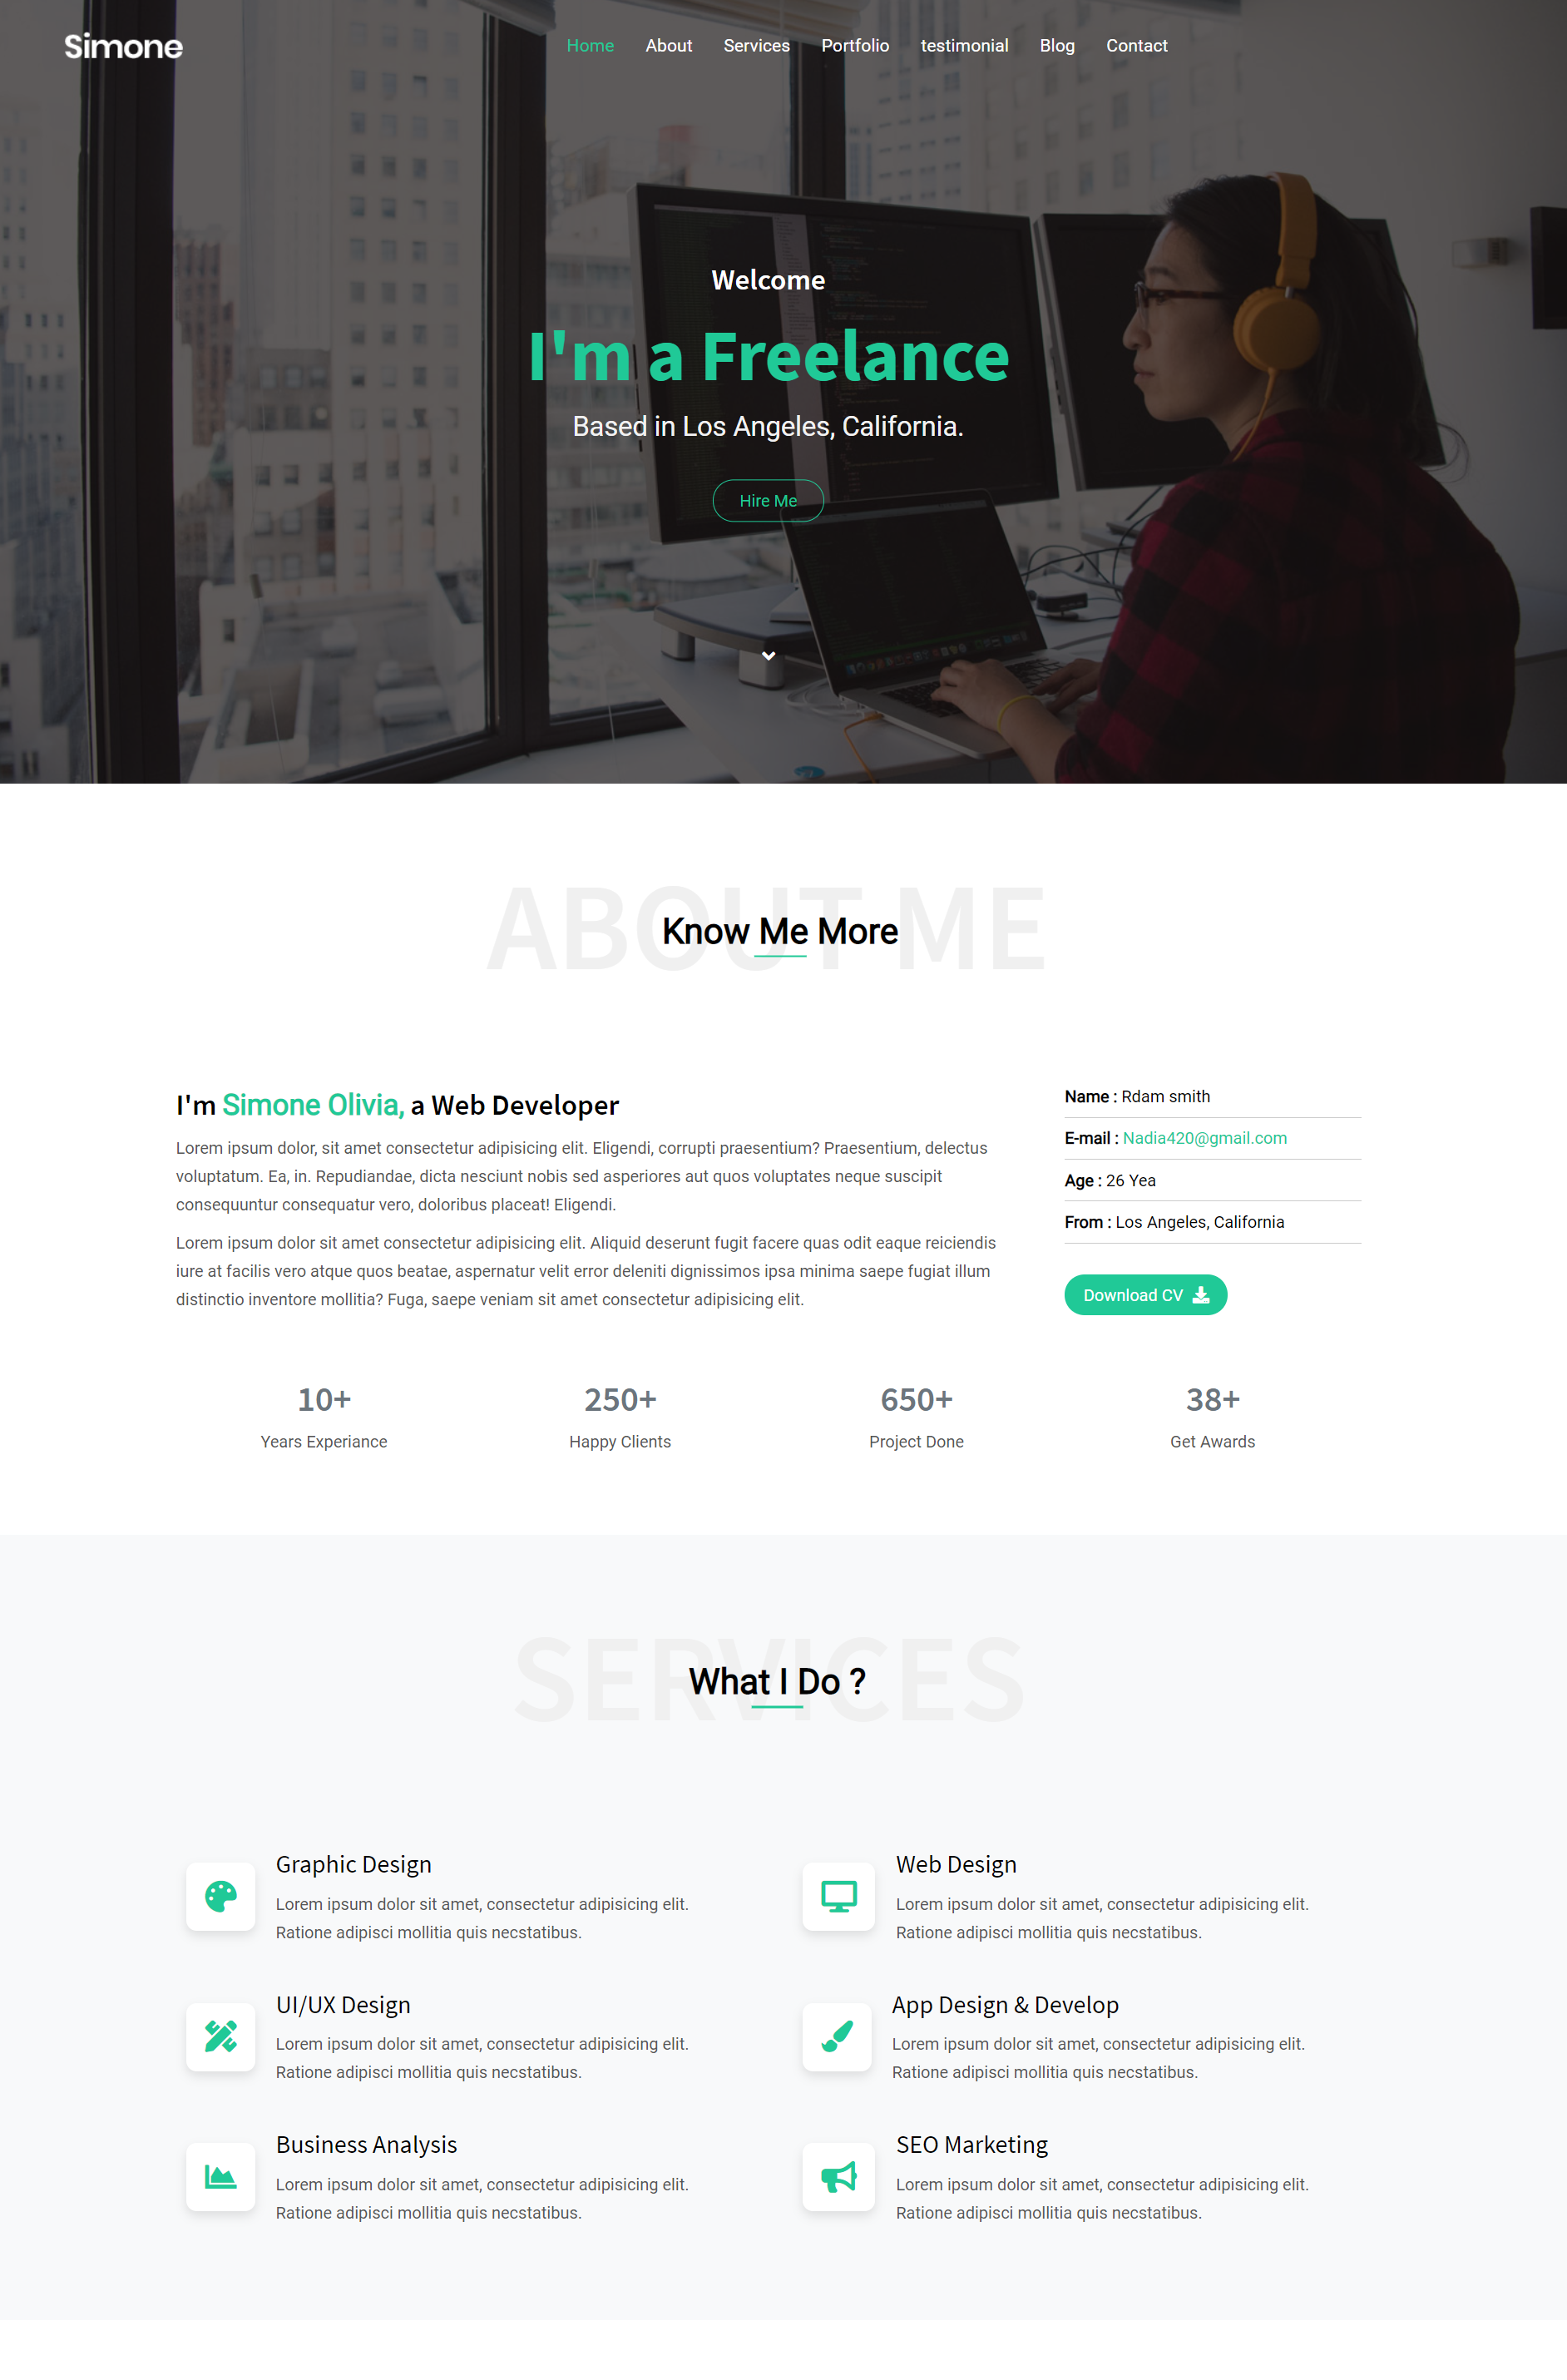 Simone
Home About Services Portfolio testimonial Blog Contact
Welcome
I'm a Freelance
Based in Los Angeles, California.
Hire Me
ABOUT ME
Know Me More
I'm Simone Olivia, a Web Developer
Lorem ipsum dolor, sit amet consectetur adipisicing elit. Eligendi, corrupti praesentium? Praesentium, delectus
voluptatum. Ea, in. Repudiandae, dicta nesciunt nobis sed asperiores aut quos voluptates neque suscipit
consequuntur consequatur vero, doloribus placeat! Eligendi.
Lorem ipsum dolor sit amet consectetur adipisicing elit. Aliquid deserunt fugit facere quas odit eaque reiciendis
iure at facilis vero atque quos beatae, aspernatur velit error deleniti dignissimos ipsa minima saepe fugiat illum
distinctio inventore mollitia? Fuga, saepe veniam sit amet consectetur adipisicing elit.
Name : Rdam smith
E-mail : Nadia420@gmail.com
Age : 26 Yea
From : Los Angeles, California
Download CV
10+
Years Experiance
250+
Happy Clients
650+
Project Done
38+
Get Awards
SERVICES
What I Do ?
Graphic Design
Lorem ipsum dolor sit amet, consectetur adipisicing elit.
Ratione adipisci mollitia quis necstatibus.
Web Design
Lorem ipsum dolor sit amet, consectetur adipisicing elit.
Ratione adipisci mollitia quis necstatibus.
UI/UX Design
Lorem ipsum dolor sit amet, consectetur adipisicing elit.
Ratione adipisci mollitia quis necstatibus.
App Design & Develop
Lorem ipsum dolor sit amet, consectetur adipisicing elit.
Ratione adipisci mollitia quis necstatibus.
Business Analysis
Lorem ipsum dolor sit amet, consectetur adipisicing elit.
Ratione adipisci mollitia quis necstatibus.
SEO Marketing
Lorem ipsum dolor sit amet, consectetur adipisicing elit.
Ratione adipisci mollitia quis necstatibus.